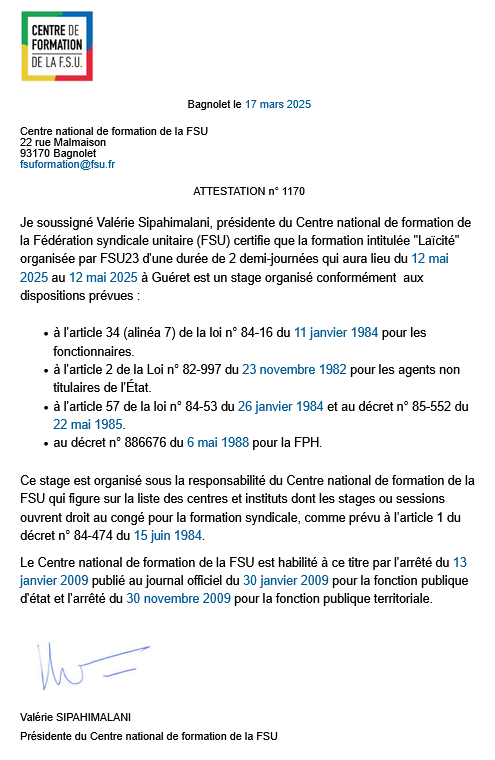 CENTRE DE
FORMATION
DE LA F.S.U.
Bagnolet le 17 mars 2025
Centre national de formation de la FSU
22 rue Malmaison
93170 Bagnolet
fsuformation@fsu.fr
ATTESTATION n° 1170
Je soussigné Valérie Sipahimalani, présidente du Centre national de formation de
la Fédération syndicale unitaire (FSU) certifie que la formation intitulée "Laïcité"
organisée par FSU23 d'une durée de 2 demi-journées qui aura lieu du 12 mai
2025 au 12 mai 2025 à Guéret est un stage organisé conformément aux
dispositions prévues :
• à l'article 34 (alinéa 7) de la loi n° 84-16 du 11 janvier 1984 pour les
fonctionnaires.
• à l'article 2 de la Loi n° 82-997 du 23 novembre 1982 pour les agents non
titulaires de l'État.
• à l'article 57 de la loi n° 84-53 du 26 janvier 1984 et au décret n° 85-552 du
22 mai 1985.
• au décret n° 886676 du 6 mai 1988 pour la FPH.
Ce stage est organisé sous la responsabilité du Centre national de formation de la
FSU qui figure sur la liste des centres et instituts dont les stages ou sessions
ouvrent droit au congé pour la formation syndicale, comme prévu à l'article 1 du
décret n° 84-474 du 15 juin 1984.
Le Centre national de formation de la FSU est habilité à ce titre par l'arrêté du 13
janvier 2009 publié au journal officiel du 30 janvier 2009 pour la fonction publique
d'état et l'arrêté du 30 novembre 2009 pour la fonction publique territoriale.
Valérie SIPAHIMALANI
Présidente du Centre national de formation de la FSU